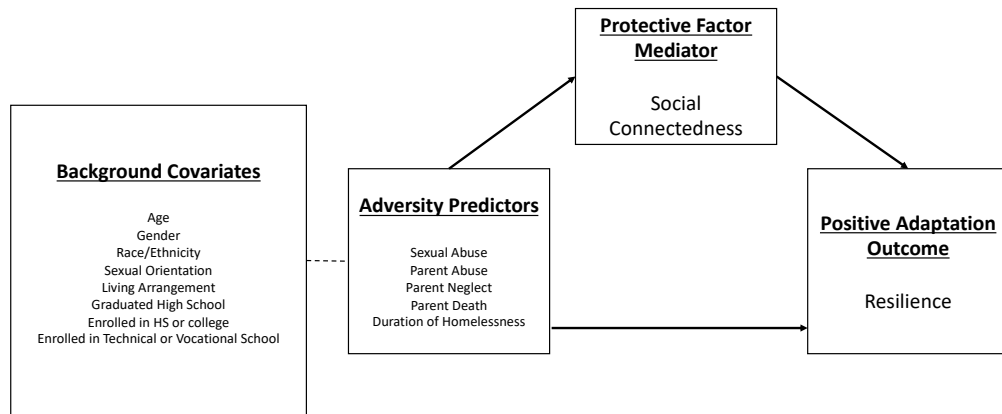 Protective Factor
Mediator
Social
Connectedness
Background Covariates
Age
Gender
Race/Ethnicity
Sexual Orientation
Living Arrangement
Graduated High School
Enrolled in HS or college
Enrolled in Technical or Vocational School
Adversity Predictors
Sexual Abuse
Parent Abuse
Parent Neglect
Parent Death
Duration of Homelessness
Positive Adaptation
Outcome
Resilience